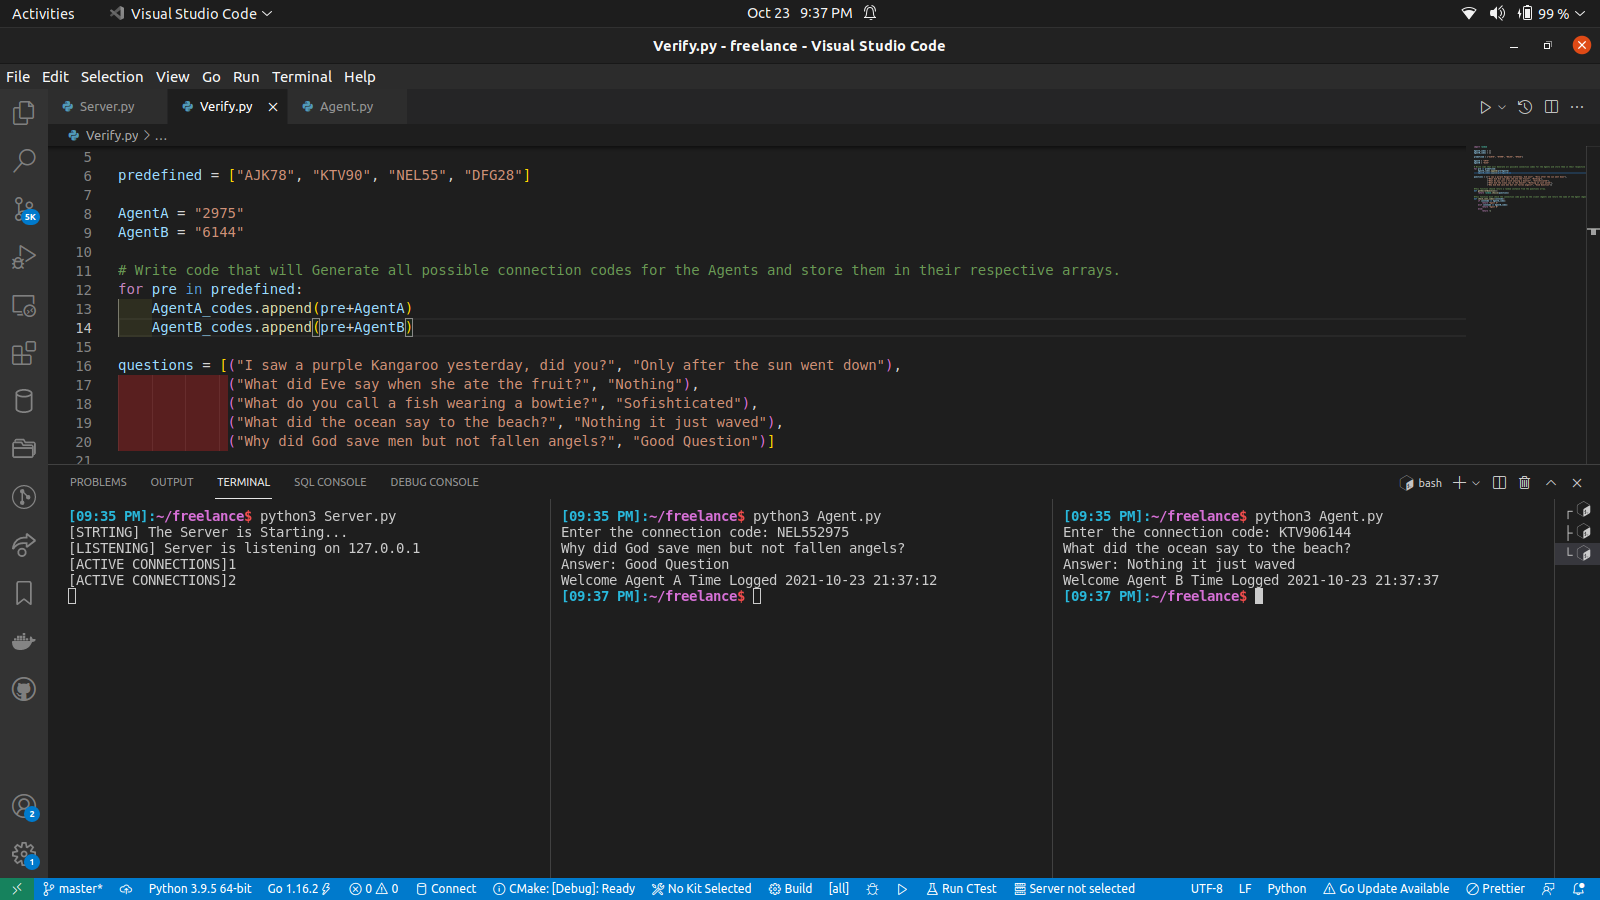 Activities Visual Studio Code Oct 23 9:37 PM 99 %
Verify.py - freelance - Visual Studio Code
File Edit Selection View Go Run Terminal Help
Server.py Verify.py Agent.py
Verify.py > ...
5
6 predefined = ["AJK78", "KTV90", "NEL55", "DFG28"]
7
8 AgentA = "2975"
9 AgentB = "6144"
10
11 # Write code that will Generate all possible connection codes for the Agents and store them in their respective arrays.
12 for pre in predefined:
13 AgentA_codes.append(pre+AgentA)
14 AgentB_codes.append(pre+AgentB)
15
16 questions = [("I saw a purple Kangaroo yesterday, did you?", "Only after the sun went down"),
17 ("What did Eve say when she ate the fruit?", "Nothing"),
18 ("What do you call a fish wearing a bowtie?", "Sofishticated"),
19 ("What did the ocean say to the beach?", "Nothing it just waved"),
20 ("Why did God save men but not fallen angels?", "Good Question")]
21
5K
2
1
PROBLEMS OUTPUT TERMINAL SQL CONSOLE DEBUG CONSOLE bash
[09:35 PM]:~/freelance$ python3 Server.py
[STRTING] The Server is Starting...
[LISTENING] Server is listening on 127.0.0.1
[ACTIVE CONNECTIONS]1
[ACTIVE CONNECTIONS]2
[09:35 PM]:~/freelance$ python3 Agent.py
Enter the connection code: NEL552975
Why did God save men but not fallen angels?
Answer: Good Question
Welcome Agent A Time Logged 2021-10-23 21:37:12
[09:37 PM]:~/freelance$
[09:35 PM]:~/freelance$ python3 Agent.py
Enter the connection code: KTV906144
What did the ocean say to the beach?
Answer: Nothing it just waved
Welcome Agent B Time Logged 2021-10-23 21:37:37
[09:37 PM]:~/freelance$
master* Python 3.9.5 64-bit Go 1.16.2 0 0 Connect CMake: [Debug]: Ready No Kit Selected Build [all] Run CTest Server not selected UTF-8 LF Python Go Update Available Prettier